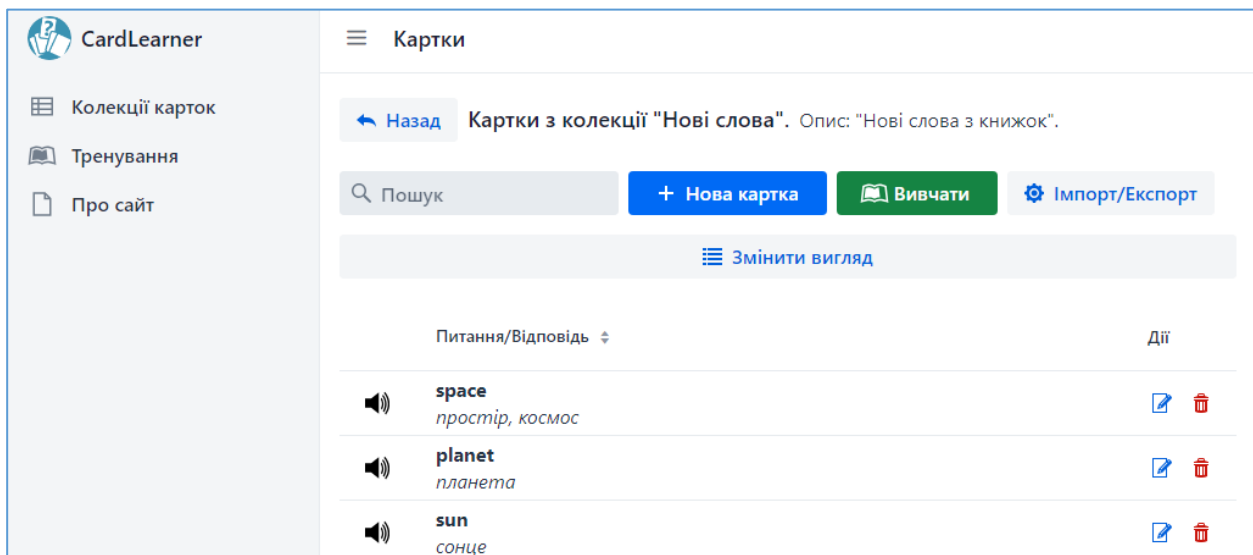 CardLearner
Картки
Колекції карток
Тренування
Про сайт
Назад Картки з колекції "Нові слова". Опис: "Нові слова з книжок".
Пошук + Нова картка Вивчати Імпорт/Експорт
Змінити вигляд
Питання/Відповідь Дії
space
простір, космос
planet
планета
sun
сонце